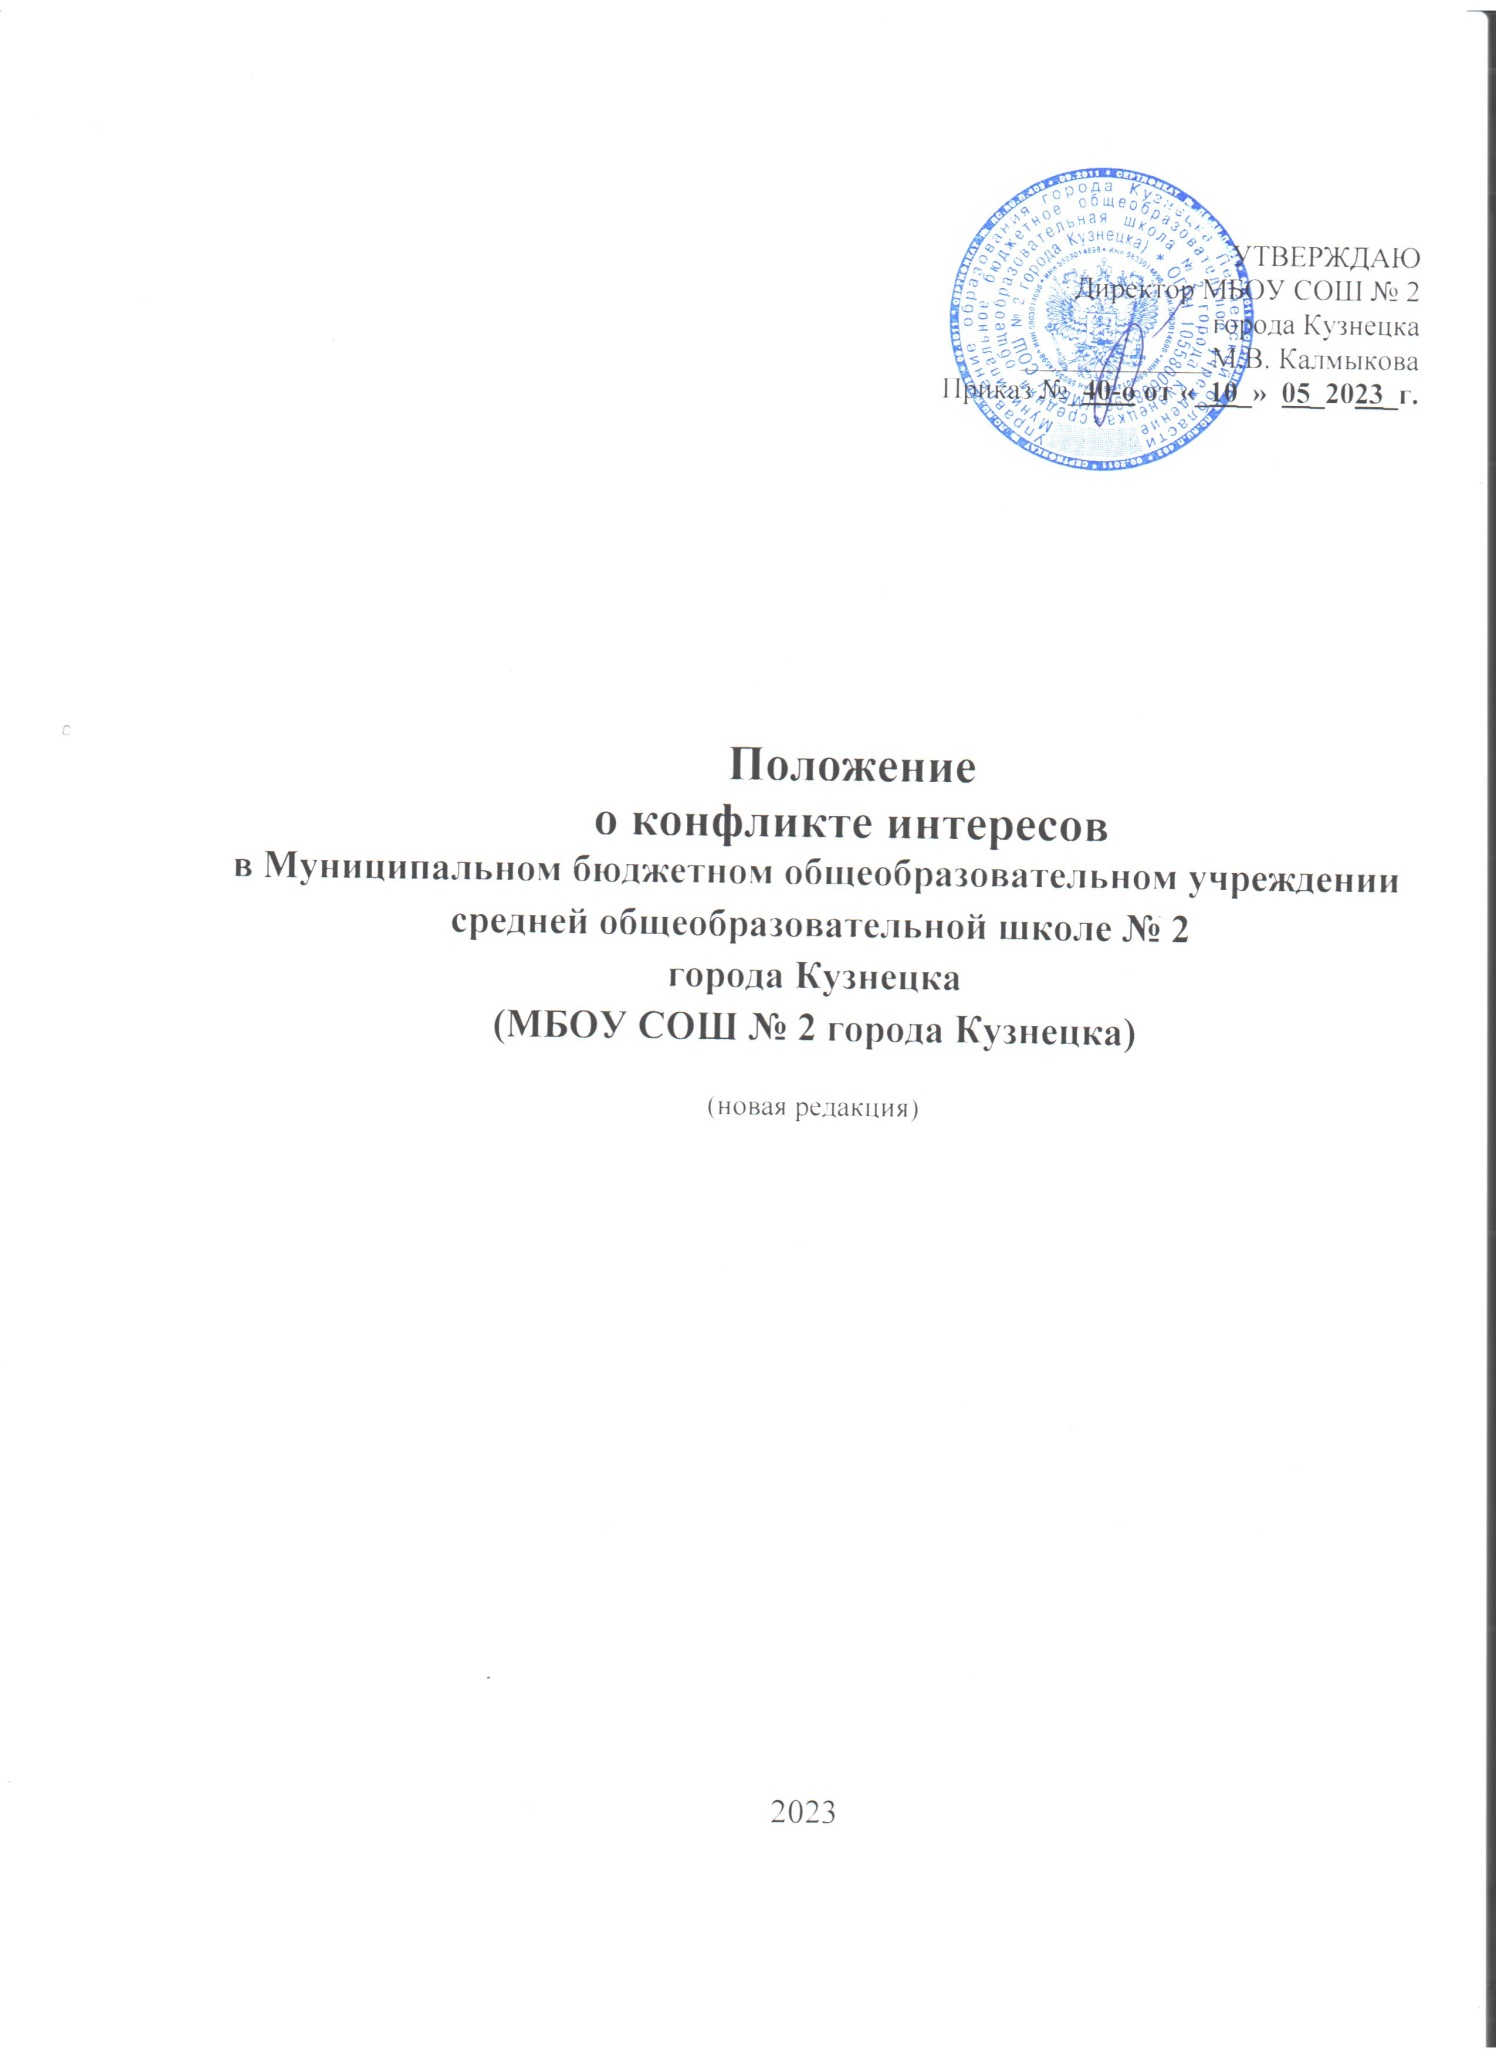 УТВЕРЖДАЮ
Директор МБОУ СОШ № 2
города Кузнецка
М.В. Калмыкова
Приказ № 40-о от « 10 » 05 2023 г.
Положение
о конфликте интересов
в Муниципальном бюджетном общеобразовательном учреждении
средней общеобразовательной школе № 2
города Кузнецка
(МБОУ СОШ № 2 города Кузнецка)
(новая редакция)
2023